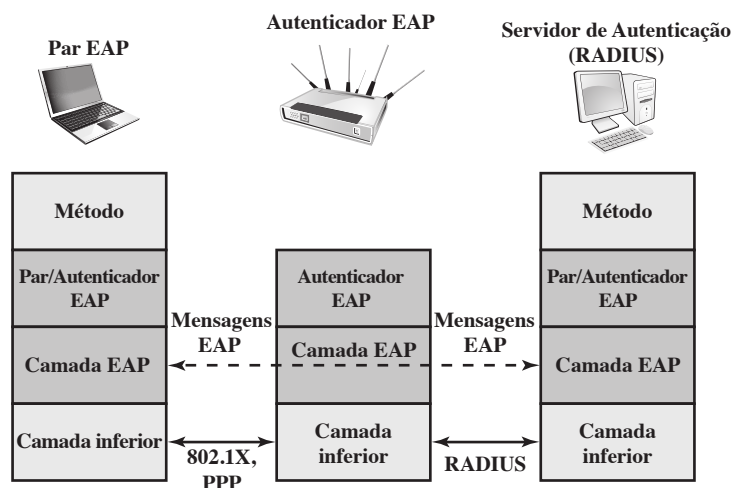 Par EAP
Autenticador EAP
Servidor de Autenticação
(RADIUS)
Método
Par/Autenticador
EAP
Camada EAP
Camada inferior
Mensagens
EAP
802.1X,
PPP
Autenticador
EAP
Camada EAP
Camada
inferior
Mensagens
EAP
RADIUS
Método
Par/Autenticador
EAP
Camada EAP
Camada
inferior